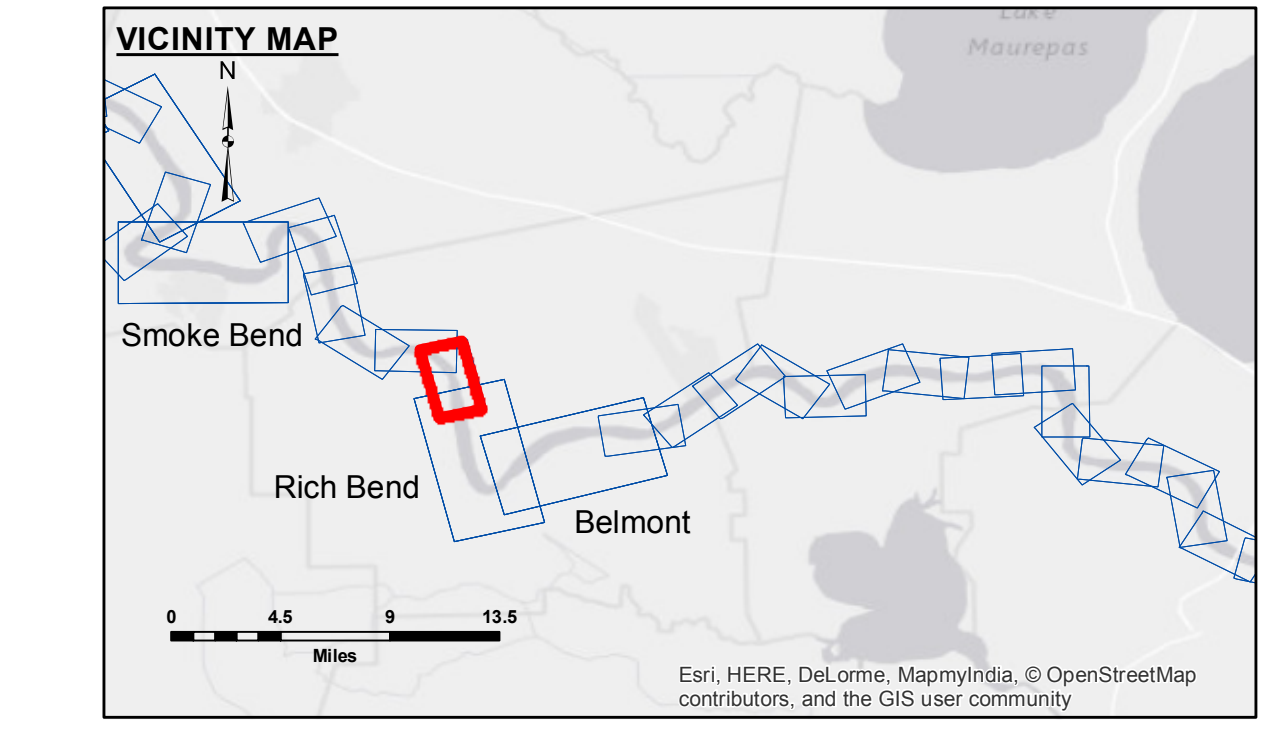 VICINITY MAP
N
Lake
Maurepas
Smoke Bend
Rich Bend
Belmont
0 4.5 9 13.5
Miles
Esri, HERE, DeLorme, MapmyIndia, © OpenStreetMap
contributors, and the GIS user community